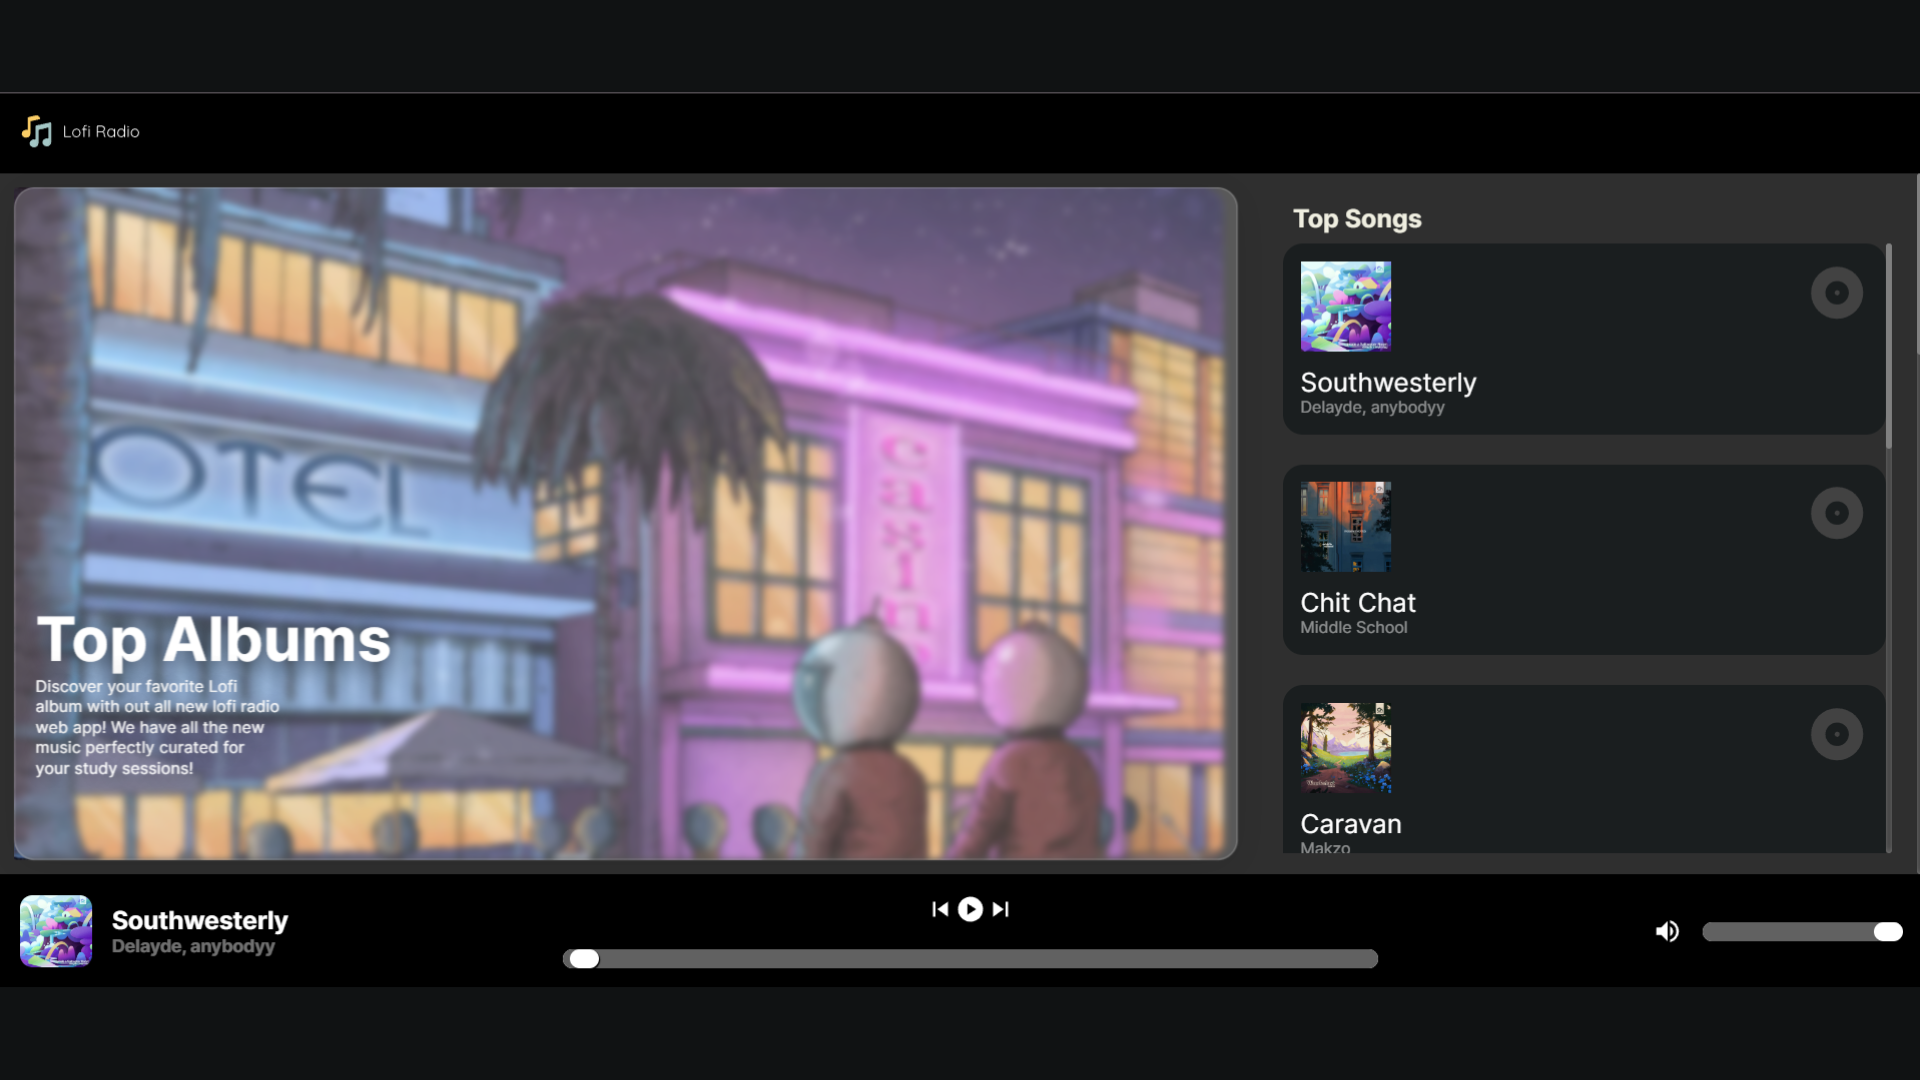 Lofi Radio
OTEL
Casino
Top Albums
Discover your favorite Lofi
album with out all new lofi radio
web app! We have all the new
music perfectly curated for
your study sessions!
Top Songs
Southwesterly
Delayde, anybodyy
Chit Chat
Middle School
Caravan
Makzo
Southwesterly
Delayde, anybodyy